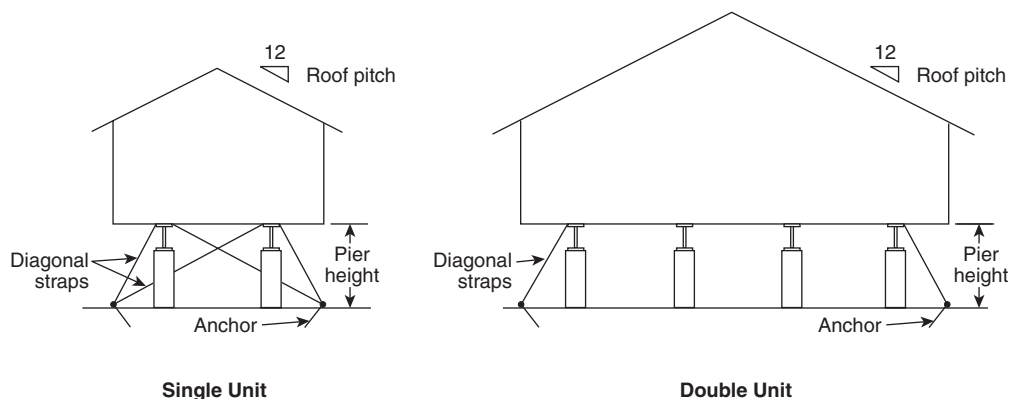 12
Roof pitch
Diagonal
straps
Pier
height
Anchor
Single Unit
12
Roof pitch
Diagonal
straps
Pier
height
Anchor
Double Unit